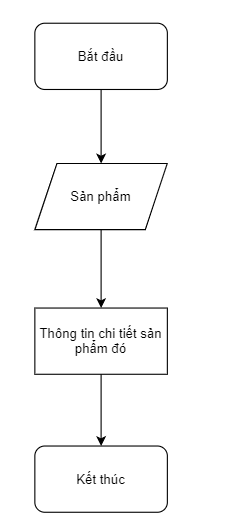 Bắt đầu
Sản phẩm
Thông tin chi tiết sản
phẩm đó
Kết thúc